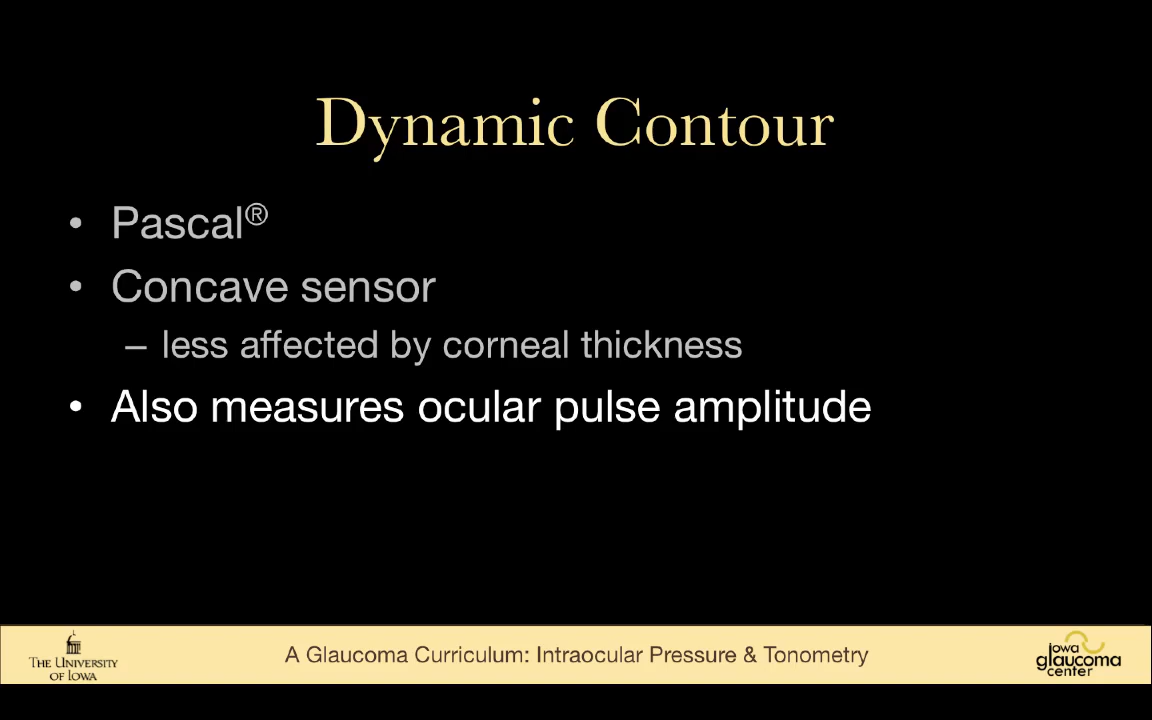 Dynamic Contour
• Pascal®
• Concave sensor
– less affected by corneal thickness
• Also measures ocular pulse amplitude
THE UNIVERSITY
OF IOWA
A Glaucoma Curriculum: Intraocular Pressure & Tonometry
iowa
glaucoma
center